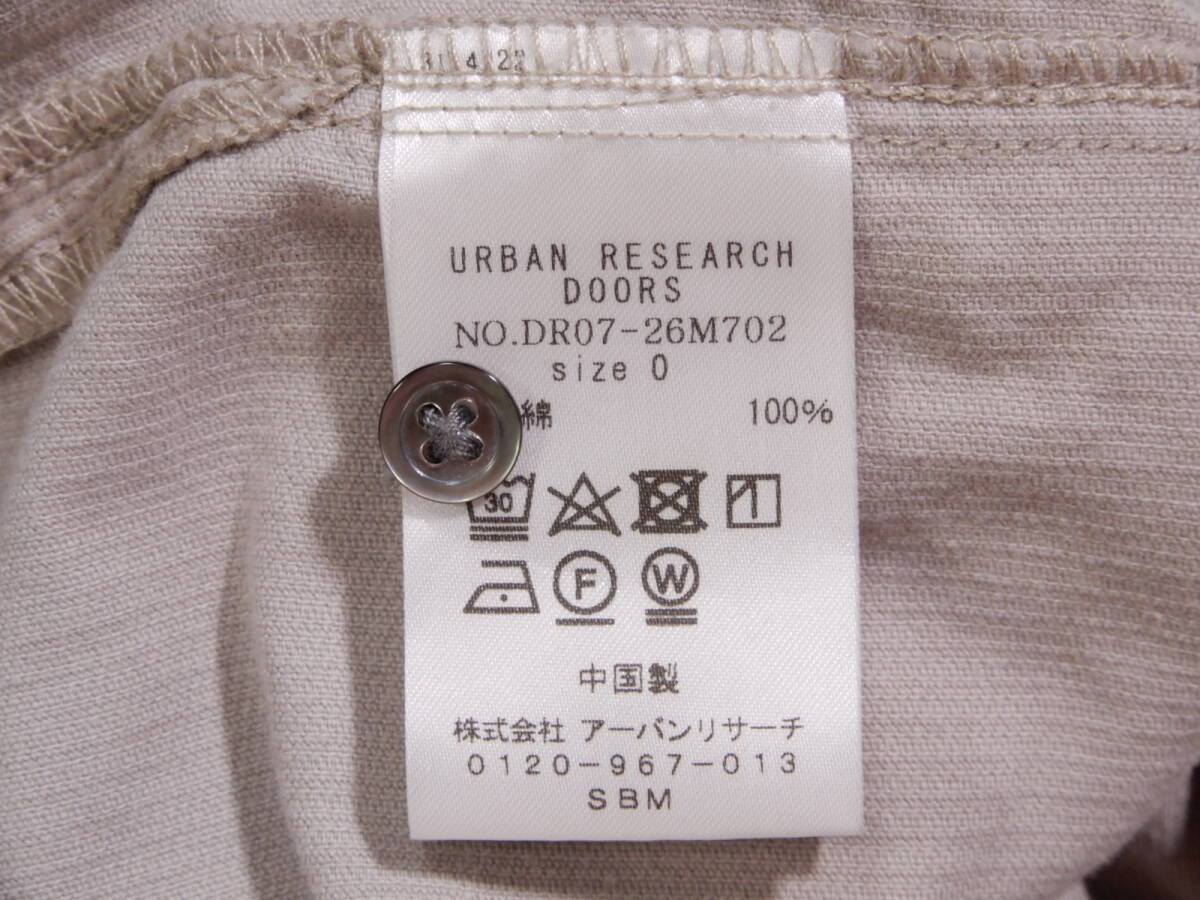 URBAN RESEARCH
DOORS
NO.DR07-26M702
size 0
綿 100%
30
F W
中国製
株式会社 アーバンリサーチ
0120-967-013
SBM